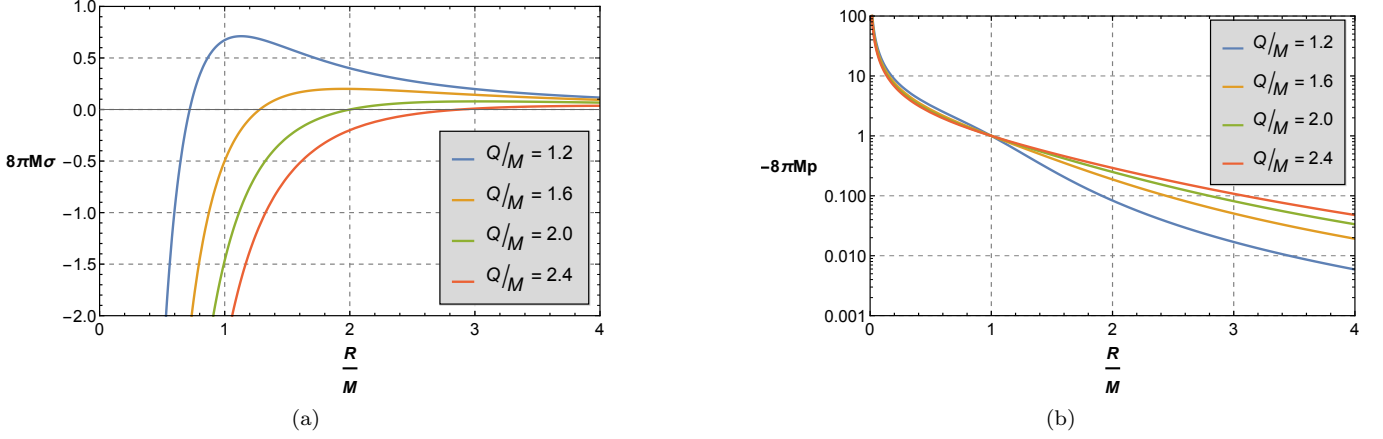 0.5
0.0
8πMσ
−0.5
−1.0
−1.5
−2.0
0 1 2 3 4
R
M
Q/M = 1.2
Q/M = 1.6
Q/M = 2.0
Q/M = 2.4
(a)
100
10
1
−8πMp
0.100
0.010
0.001
0 1 2 3 4
R
M
Q/M = 1.2
Q/M = 1.6
Q/M = 2.0
Q/M = 2.4
(b)